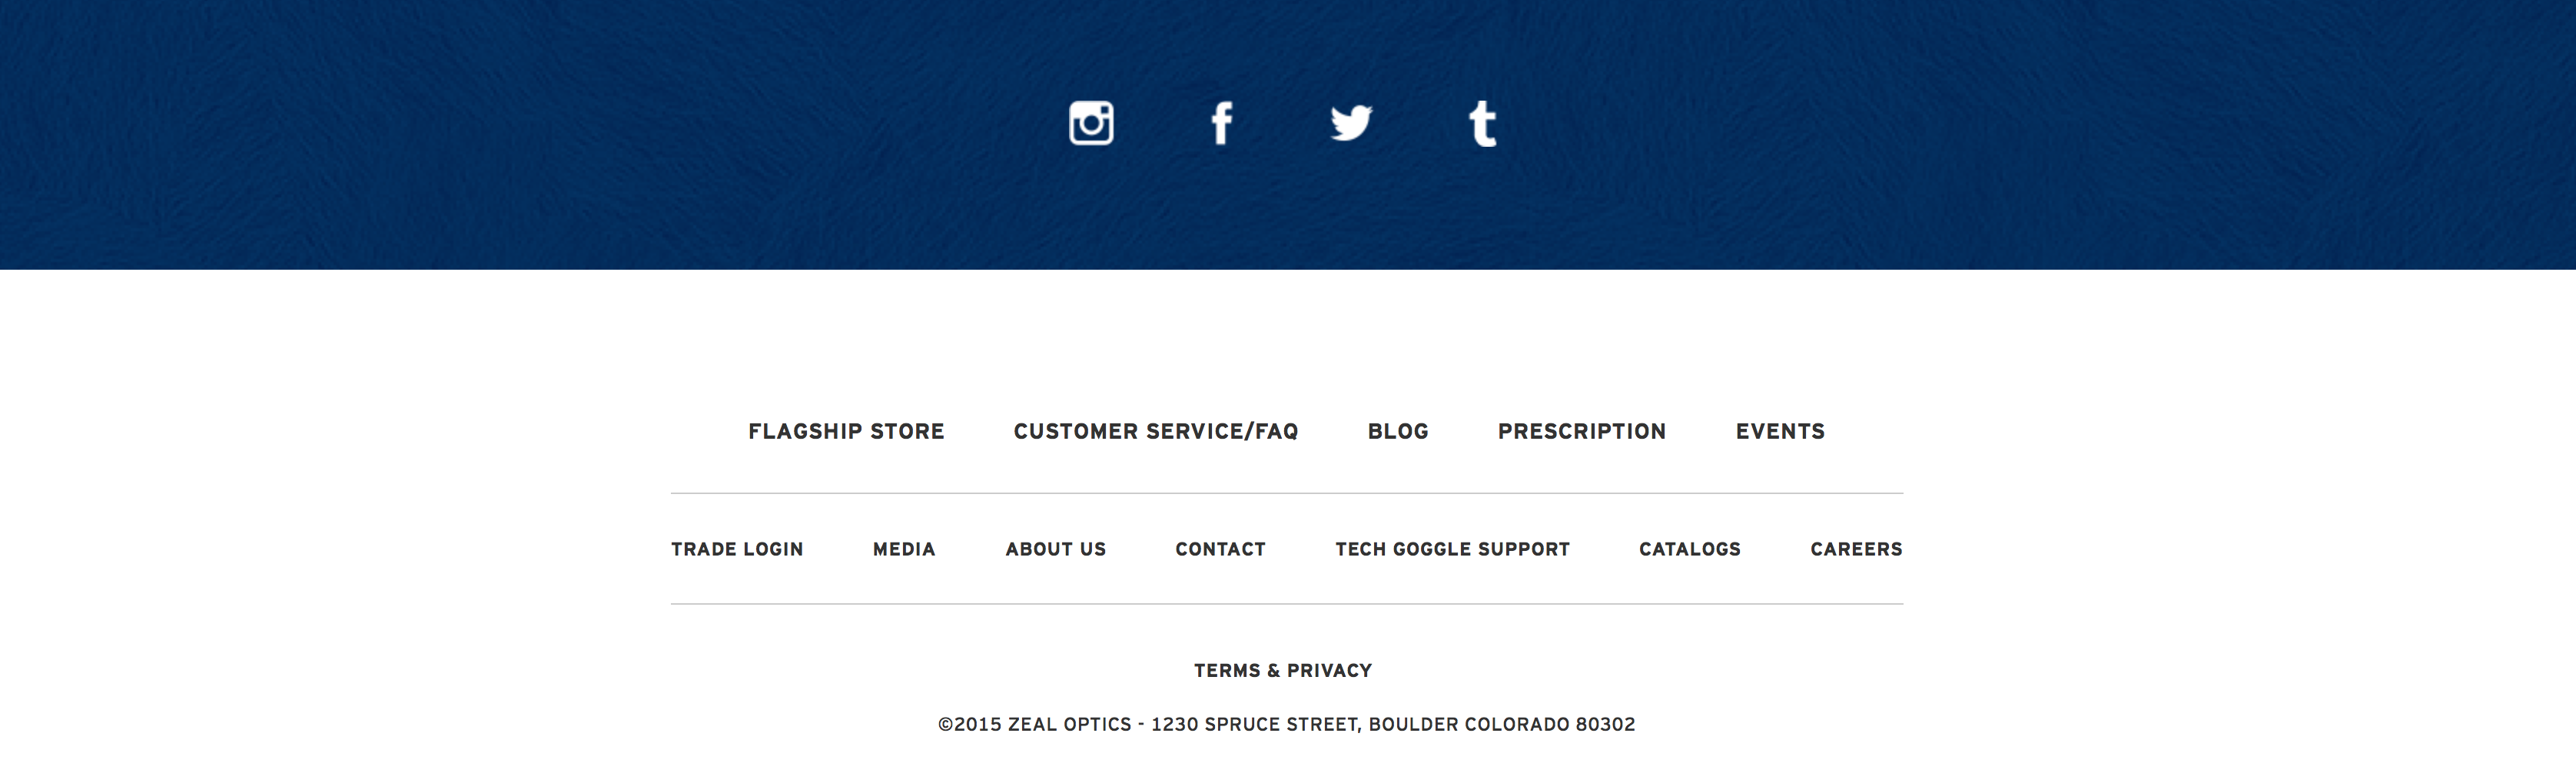 FLAGSHIP STORE CUSTOMER SERVICE/FAQ BLOG PRESCRIPTION EVENTS
TRADE LOGIN MEDIA ABOUT US CONTACT TECH GOGGLE SUPPORT CATALOGS CAREERS
TERMS & PRIVACY
©2015 ZEAL OPTICS - 1230 SPRUCE STREET, BOULDER COLORADO 80302